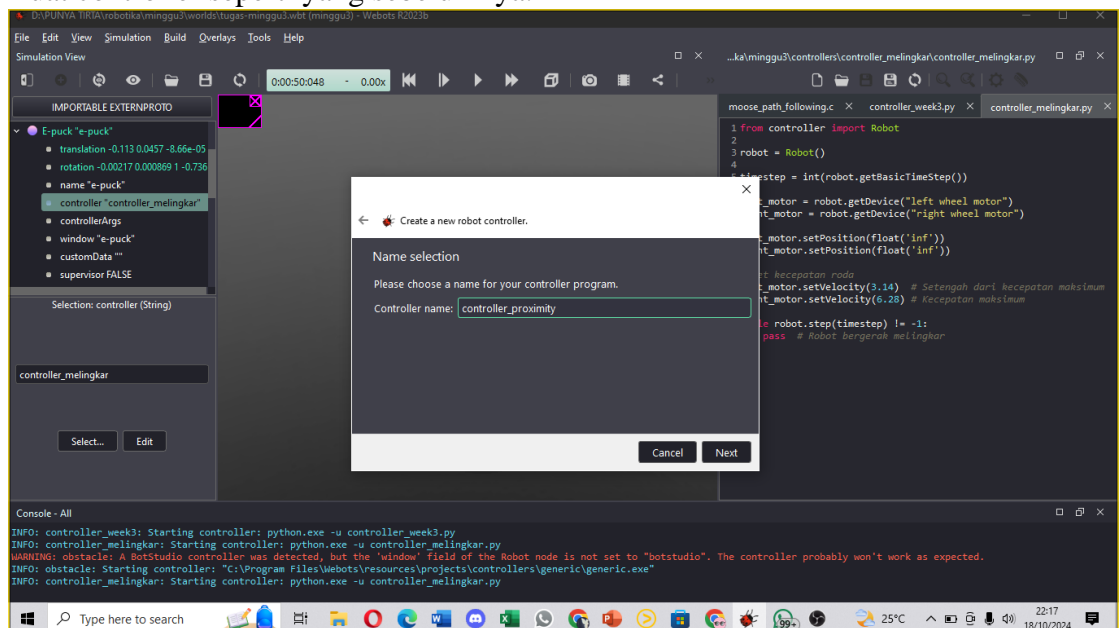 D:\PUNYA TIRTA\robotika\minggu3\worlds\tugas-minggu3.wbt (minggu3) - Webots R2023b
File Edit View Simulation Build Overlays Tools Help
Simulation View
...ka\minggu3\controllers\controller_melingkar\controller_melingkar.py
0:00:50:048 - 0.00x
IMPORTABLE EXTERNPROTO
moose_path_following.c controller_week3.py controller_melingkar.py
E-puck "e-puck"
translation -0.113 0.0457 -8.66e-05
rotation -0.00217 0.000869 1 -0.736
name "e-puck"
controller "controller_melingkar"
controllerArgs
window "e-puck"
customData ""
supervisor FALSE
Selection: controller (String)
controller_melingkar
Select... Edit
Create a new robot controller.
Name selection
Please choose a name for your controller program.
Controller name: controller_proximity
Cancel Next
1 from controller import Robot
2
3 robot = Robot()
4
timestep = int(robot.getBasicTimeStep())
t_motor = robot.getDevice("left wheel motor")
ht_motor = robot.getDevice("right wheel motor")
t_motor.setPosition(float('inf'))
ht_motor.setPosition(float('inf'))
et kecepatan roda
t_motor.setVelocity(3.14) # Setengah dari kecepatan maksimum
ht_motor.setVelocity(6.28) # Kecepatan maksimum
le robot.step(timestep) != -1:
pass # Robot bergerak melingkar
Console - All
INFO: controller_week3: Starting controller: python.exe -u controller_week3.py
INFO: controller_melingkar: Starting controller: python.exe -u controller_melingkar.py
WARNING: obstacle: A BotStudio controller was detected, but the 'window' field of the Robot node is not set to "botstudio". The controller probably won't work as expected.
INFO: obstacle: Starting controller: "C:\Program Files\Webots\resources\projects\controllers\generic\generic.exe"
INFO: controller_melingkar: Starting controller: python.exe -u controller_melingkar.py
Type here to search
99+
25°C
22:17
18/10/2024